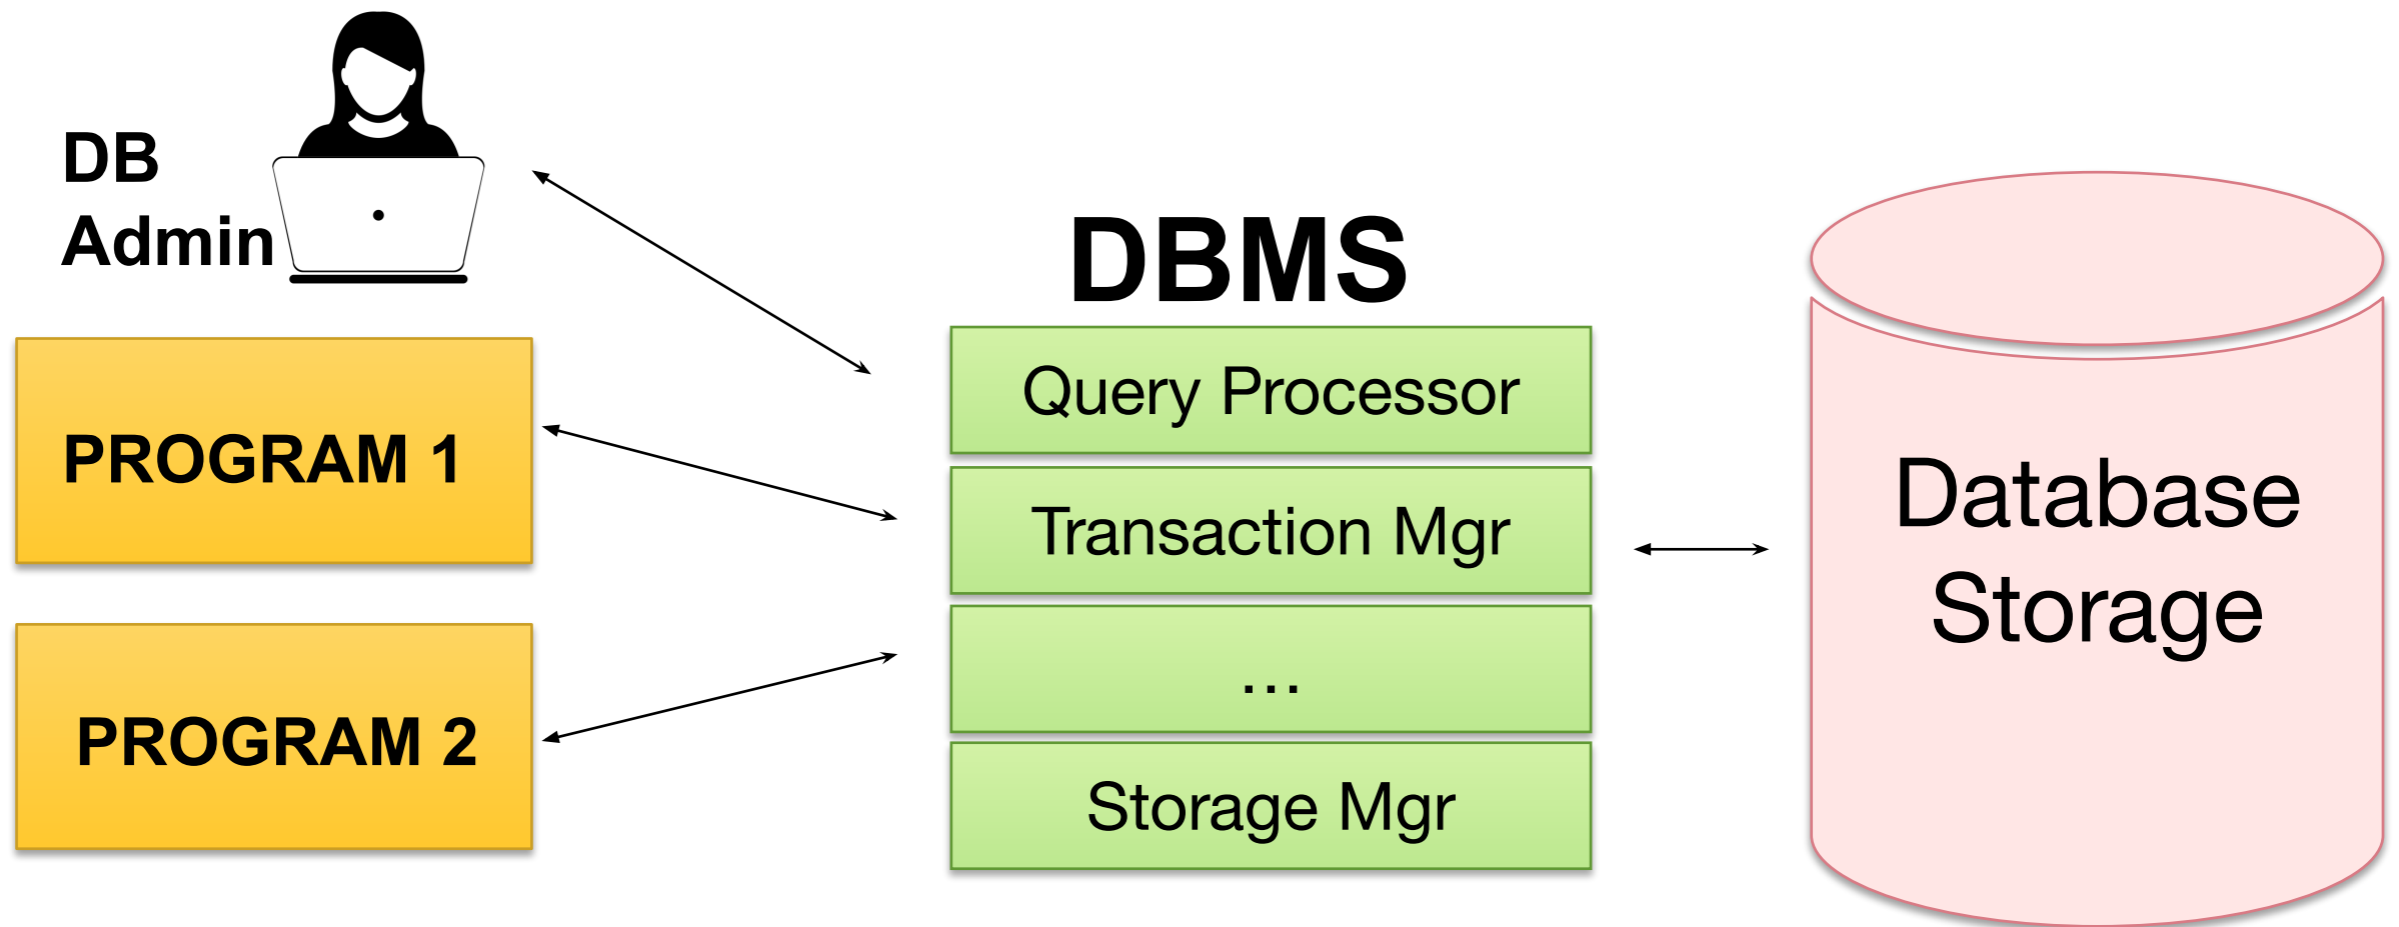 DB
Admin
PROGRAM 1
PROGRAM 2
DBMS
Query Processor
Transaction Mgr
...
Storage Mgr
Database
Storage